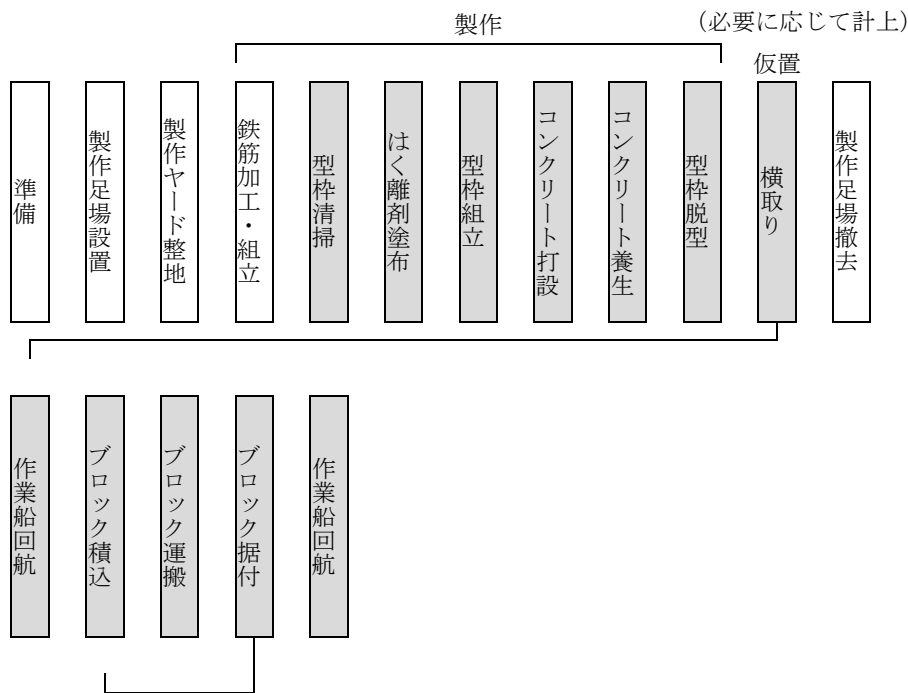 製作
(必要に応じて計上)
仮置
準備
製作足場設置
製作ヤード整地
鉄筋加工・組立
型枠清掃
はく離剤塗布
型枠組立
コンクリート打設
コンクリート養生
型枠脱型
横取り
製作足場撤去
作業船回航
ブロック積込
ブロック運搬
ブロック据付
作業船回航